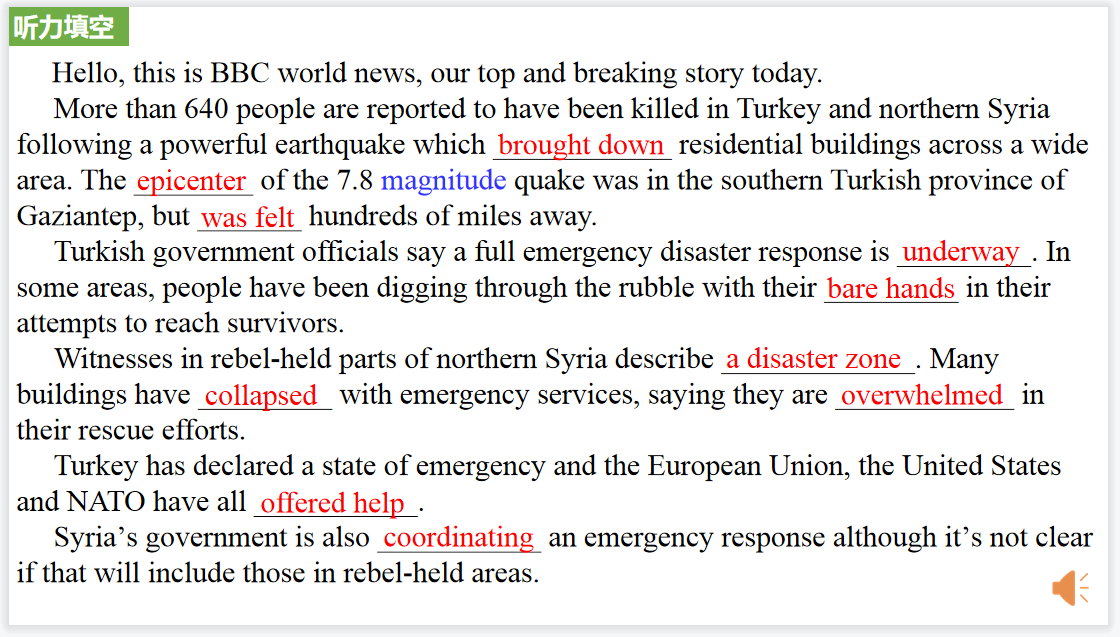 听力填空
Hello, this is BBC world news, our top and breaking story today.
More than 640 people are reported to have been killed in Turkey and northern Syria
following a powerful earthquake which brought down residential buildings across a wide
area. The epicenter of the 7.8 magnitude quake was in the southern Turkish province of
Gaziantep, but was felt hundreds of miles away.
Turkish government officials say a full emergency disaster response is underway. In
some areas, people have been digging through the rubble with their bare hands in their
attempts to reach survivors.
Witnesses in rebel-held parts of northern Syria describe a disaster zone. Many
buildings have collapsed with emergency services, saying they are overwhelmed in
their rescue efforts.
Turkey has declared a state of emergency and the European Union, the United States
and NATO have all offered help.
Syria’s government is also coordinating an emergency response although it’s not clear
if that will include those in rebel-held areas.